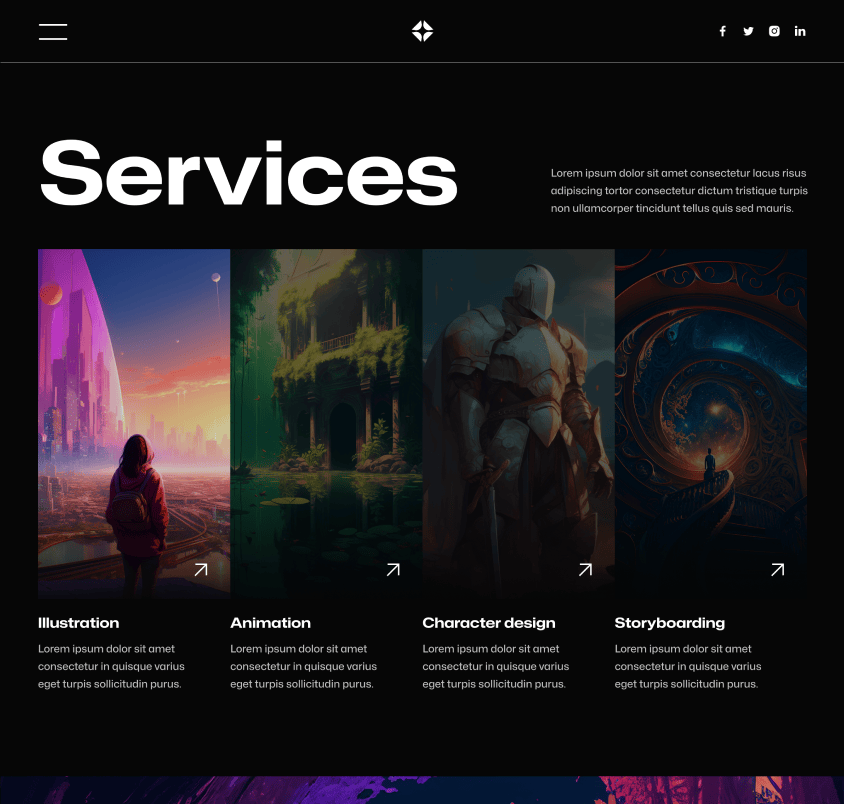 Services
Lorem ipsum dolor sit amet consectetur lacus risus
adipiscing tortor consectetur dictum tristique turpis
non ullamcorper tincidunt tellus quis sed mauris.
Illustration
Lorem ipsum dolor sit amet
consectetur in quisque varius
eget turpis sollicitudin purus.
Animation
Lorem ipsum dolor sit amet
consectetur in quisque varius
eget turpis sollicitudin purus.
Character design
Lorem ipsum dolor sit amet
consectetur in quisque varius
eget turpis sollicitudin purus.
Storyboarding
Lorem ipsum dolor sit amet
consectetur in quisque varius
eget turpis sollicitudin purus.